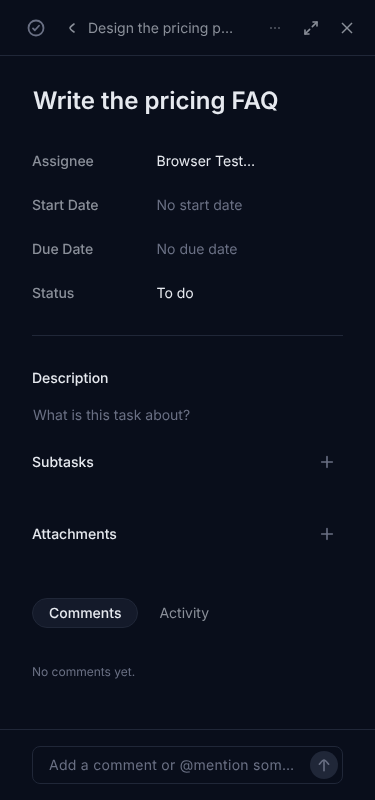 Design the pricing p...
Write the pricing FAQ
Assignee Browser Test...
Start Date No start date
Due Date No due date
Status To do
Description
What is this task about?
Subtasks
Attachments
Comments Activity
No comments yet.
Add a comment or @mention som...